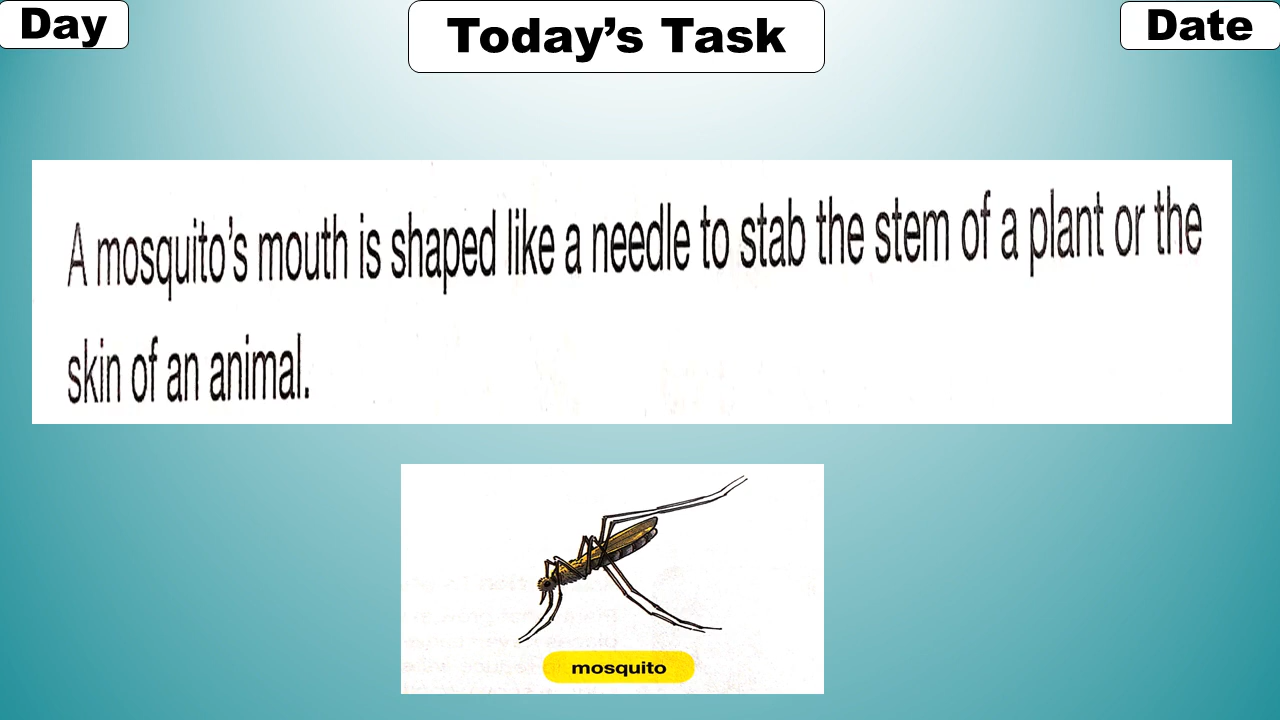 Day
Today's Task
Date
A mosquito's mouth is shaped like a needle to stab the stem of a plant or the
skin of an animal.
mosquito